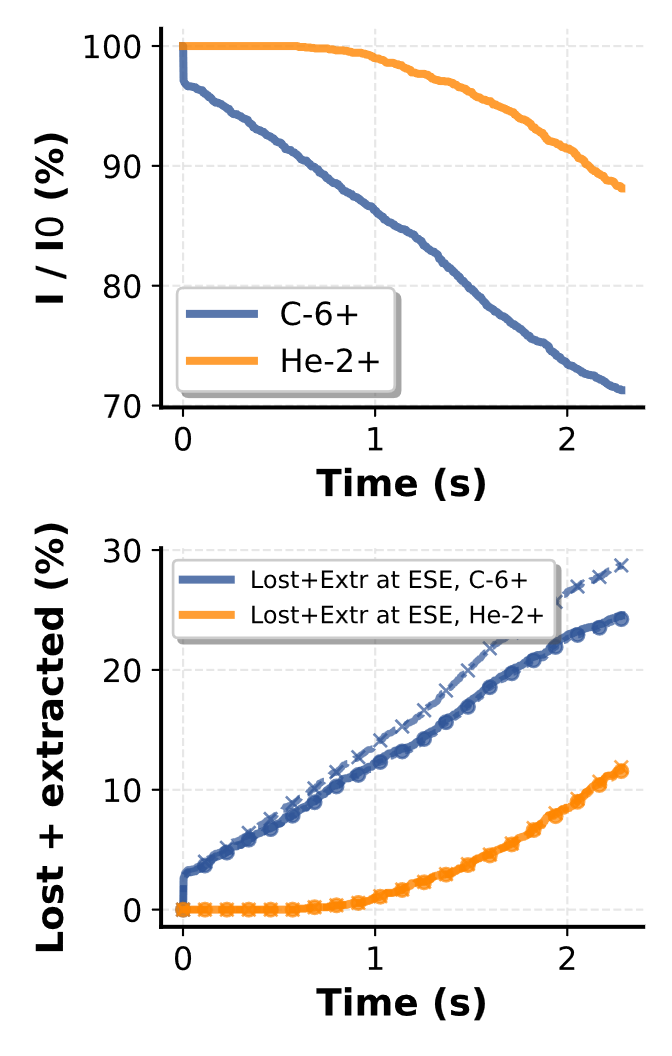 I / I0 (%)
100
90
80
70
C-6+
He-2+
0 1 2
Time (s)
Lost + extracted (%)
30
20
10
0
Lost+Extr at ESE, C-6+
Lost+Extr at ESE, He-2+
0 1 2
Time (s)